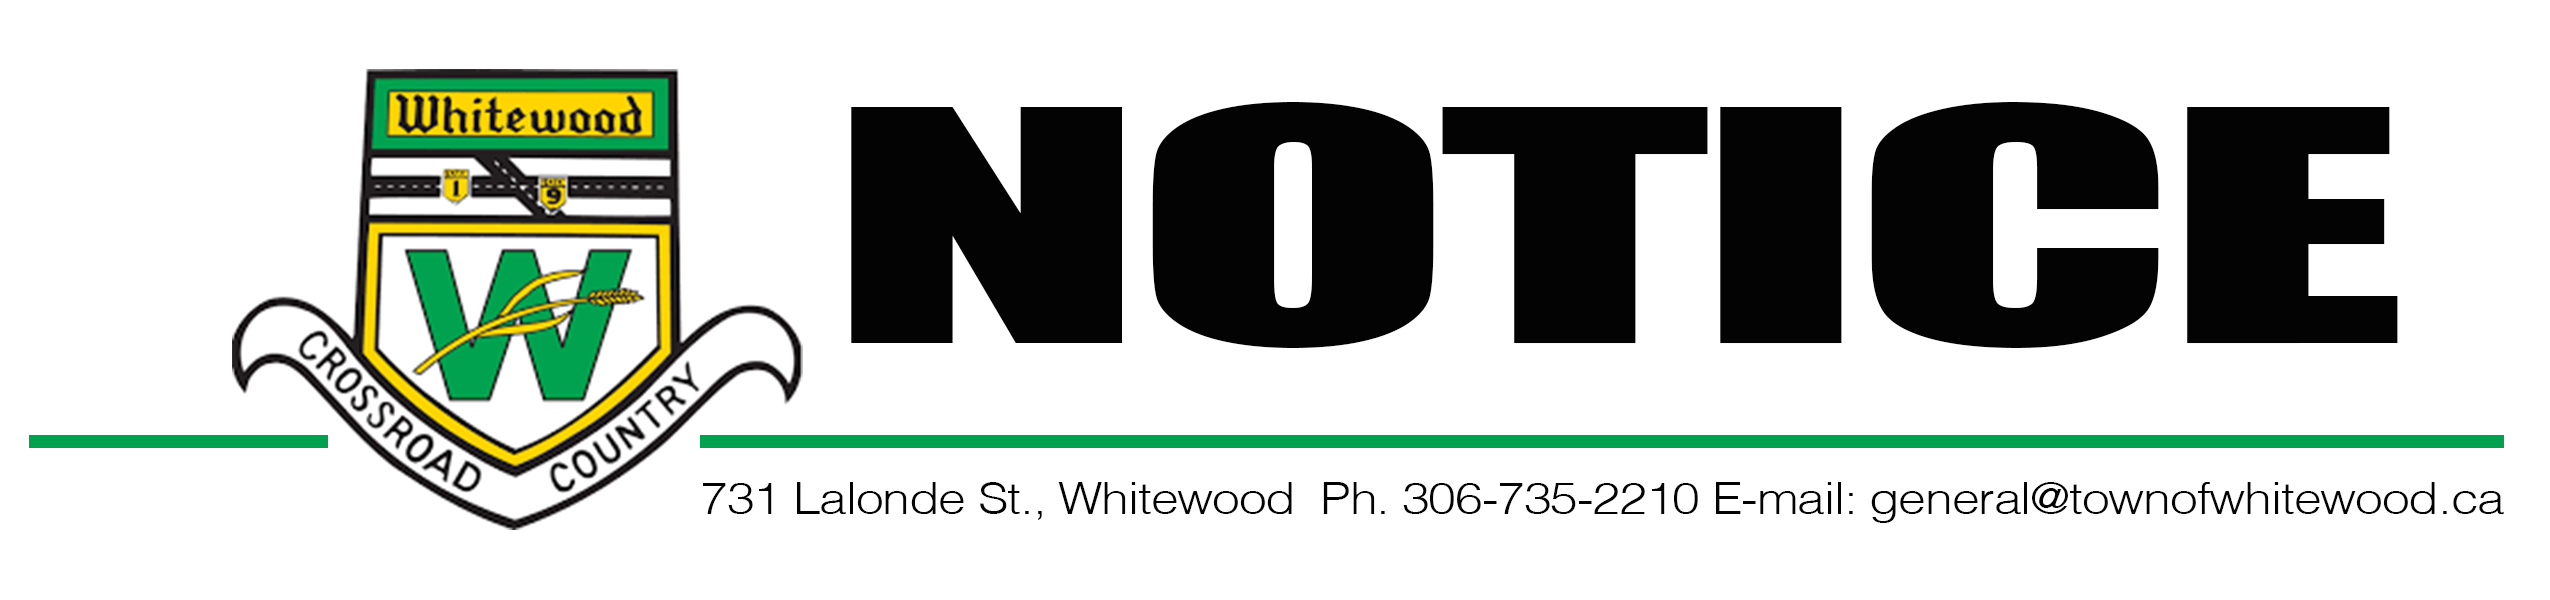 Whitewood
1
9
W
CROSSROAD COUNTRY
NOTICE
731 Lalonde St., Whitewood  Ph. 306-735-2210 E-mail: general@townofwhitewood.ca